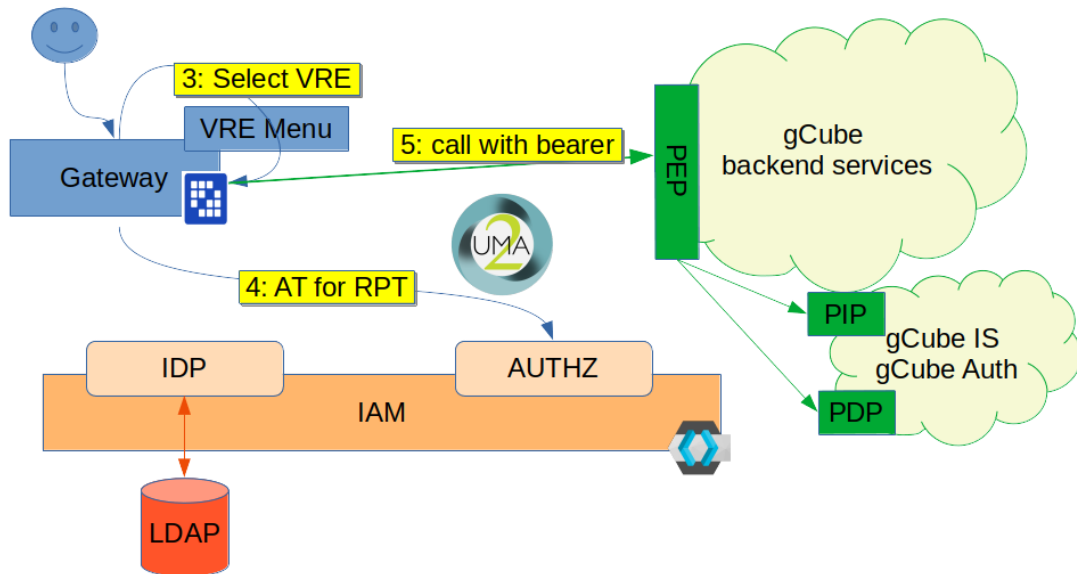 3: Select VRE
VRE Menu
Gateway
5: call with bearer
PEP
gCube
backend services
UMA
2
4: AT for RPT
PIP
gCube IS
gCube Auth
PDP
IDP
AUTHZ
IAM
LDAP